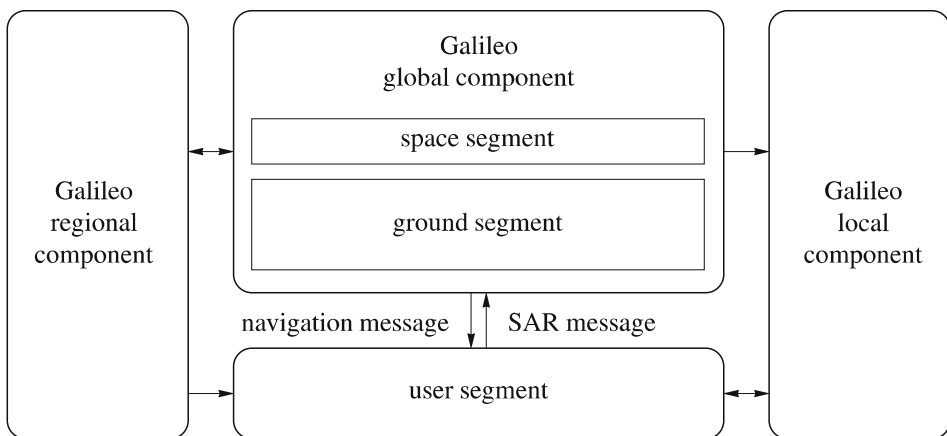 Galileo
global component
space segment
ground segment
Galileo
regional
component
Galileo
local
component
navigation message
SAR message
user segment